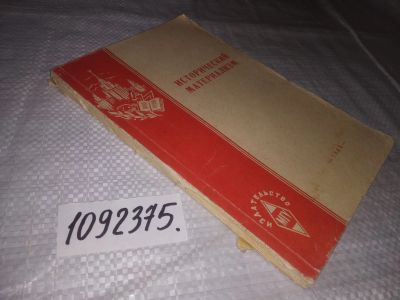 ИСТОРИЧЕСКИЙ
МАТЕРИАЛИЗМ
ИЗДАТЕЛЬСТВО
МГУ
1092375.